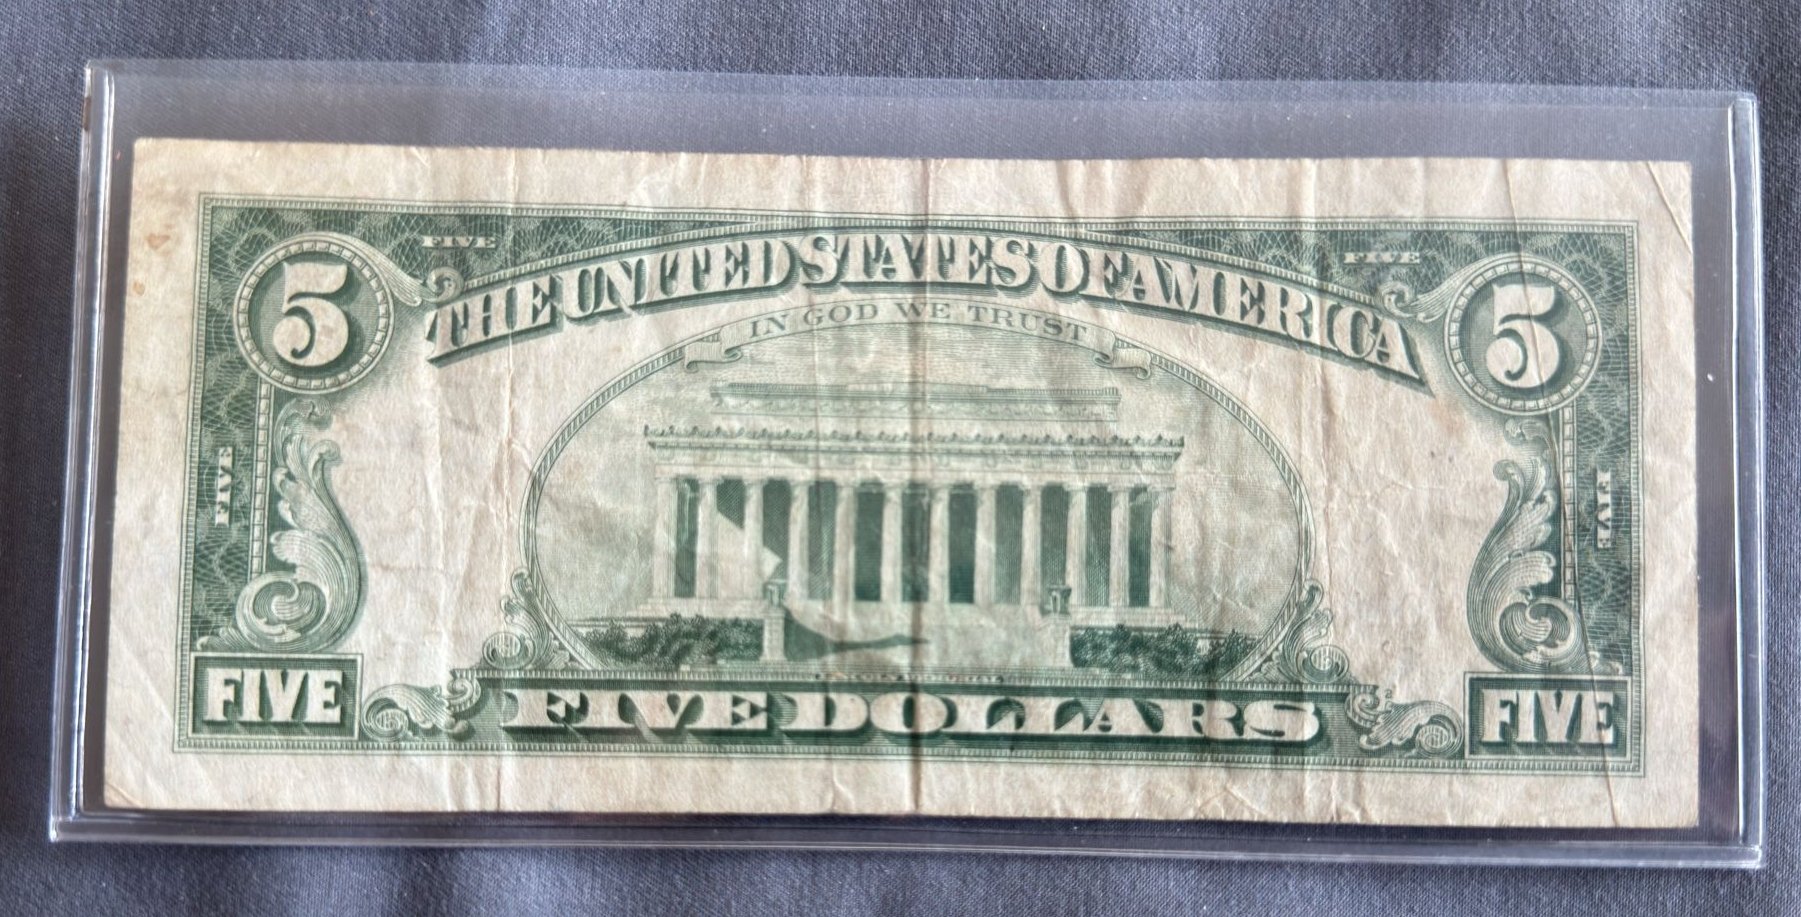 FIVE
FIVE
5
THE UNITED STATES OF AMERICA
5
IN GOD WE TRUST
FIVE
FIVE
FIVE
FIVE DOLLARS
2
FIVE